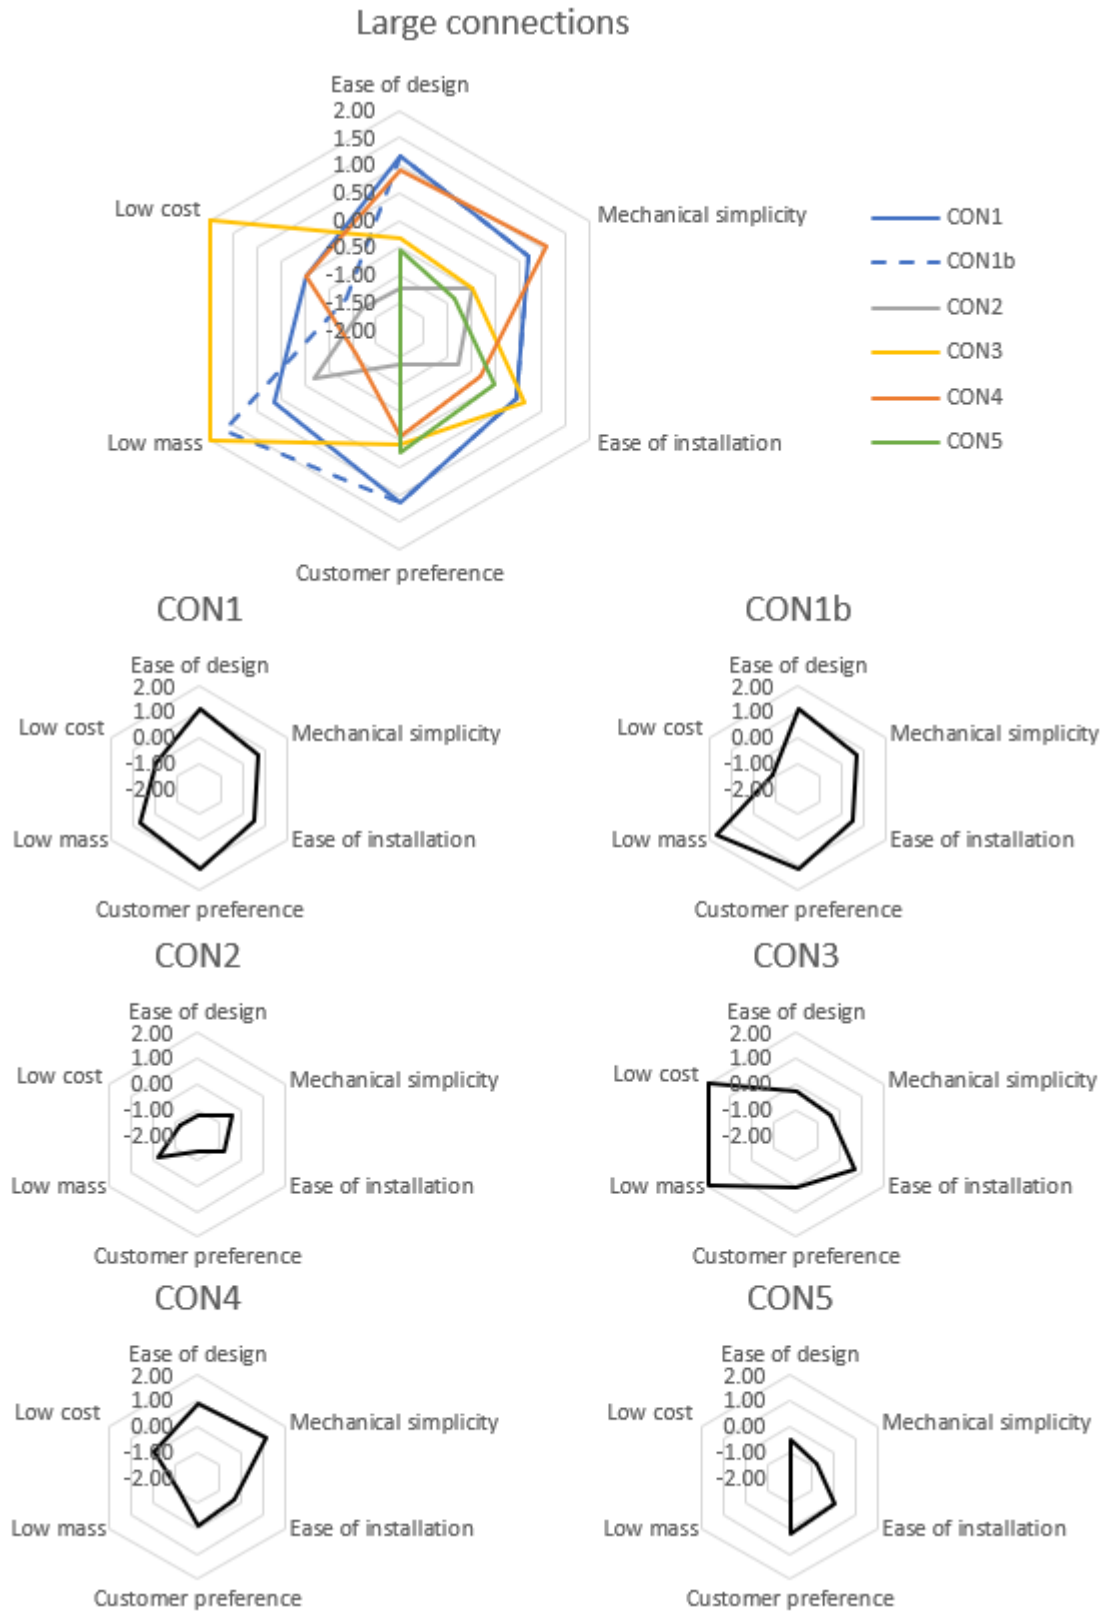 Large connections
Ease of design
2.00
1.50
1.00
0.50
0.00
-0.50
-1.00
-1.50
-2.00
Low cost
Mechanical simplicity
Low mass
Ease of installation
Customer preference
CON1
CON1b
CON2
CON3
CON4
CON5
CON1
Ease of design
2.00
1.00
0.00
-1.00
-2.00
Low cost
Mechanical simplicity
Low mass
Ease of installation
Customer preference
CON1b
Ease of design
2.00
1.00
0.00
-1.00
-2.00
Low cost
Mechanical simplicity
Low mass
Ease of installation
Customer preference
CON2
Ease of design
2.00
1.00
0.00
-1.00
-2.00
Low cost
Mechanical simplicity
Low mass
Ease of installation
Customer preference
CON3
Ease of design
2.00
1.00
0.00
-1.00
-2.00
Low cost
Mechanical simplicity
Low mass
Ease of installation
Customer preference
CON4
Ease of design
2.00
1.00
0.00
-1.00
-2.00
Low cost
Mechanical simplicity
Low mass
Ease of installation
Customer preference
CON5
Ease of design
2.00
1.00
0.00
-1.00
-2.00
Low cost
Mechanical simplicity
Low mass
Ease of installation
Customer preference